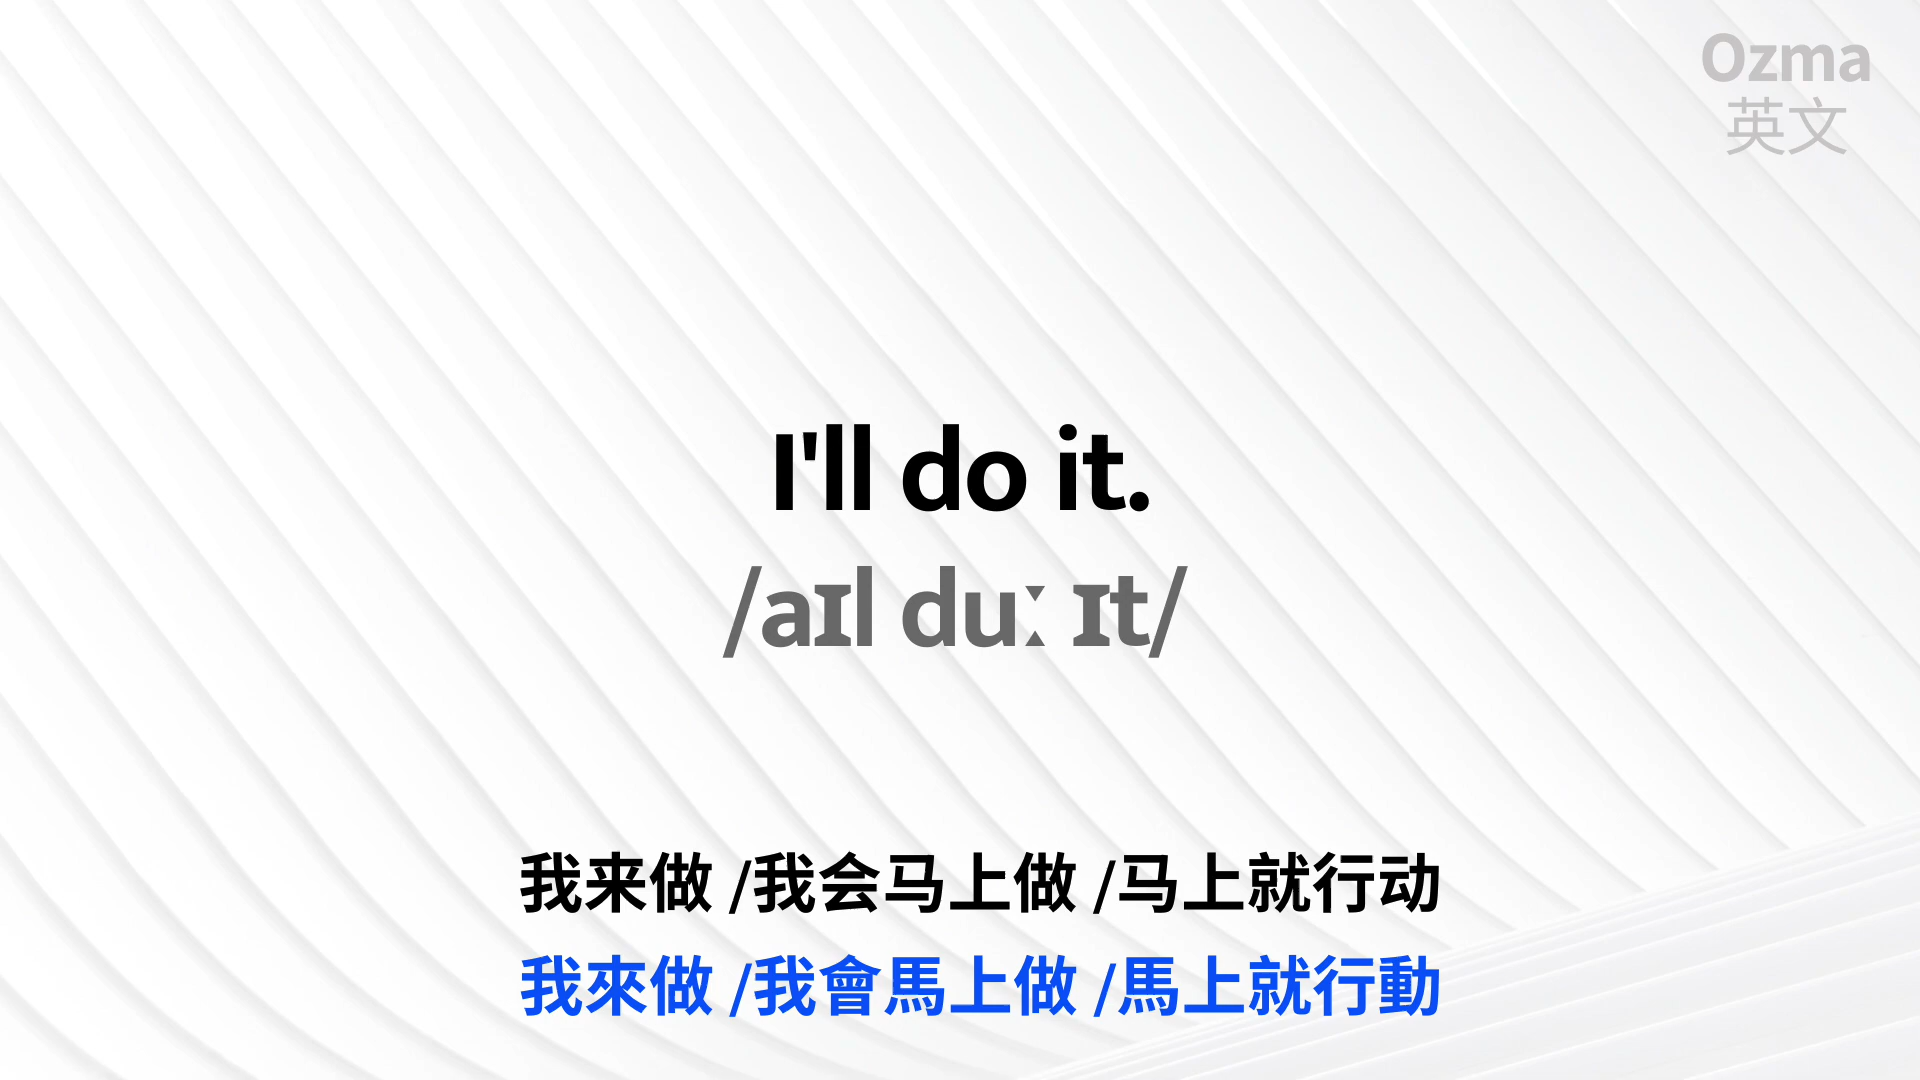 Ozma
英文
I'll do it.
/aɪl duː ɪt/
我来做 /我会马上做 /马上就行动
我來做 /我會馬上做 /馬上就行動